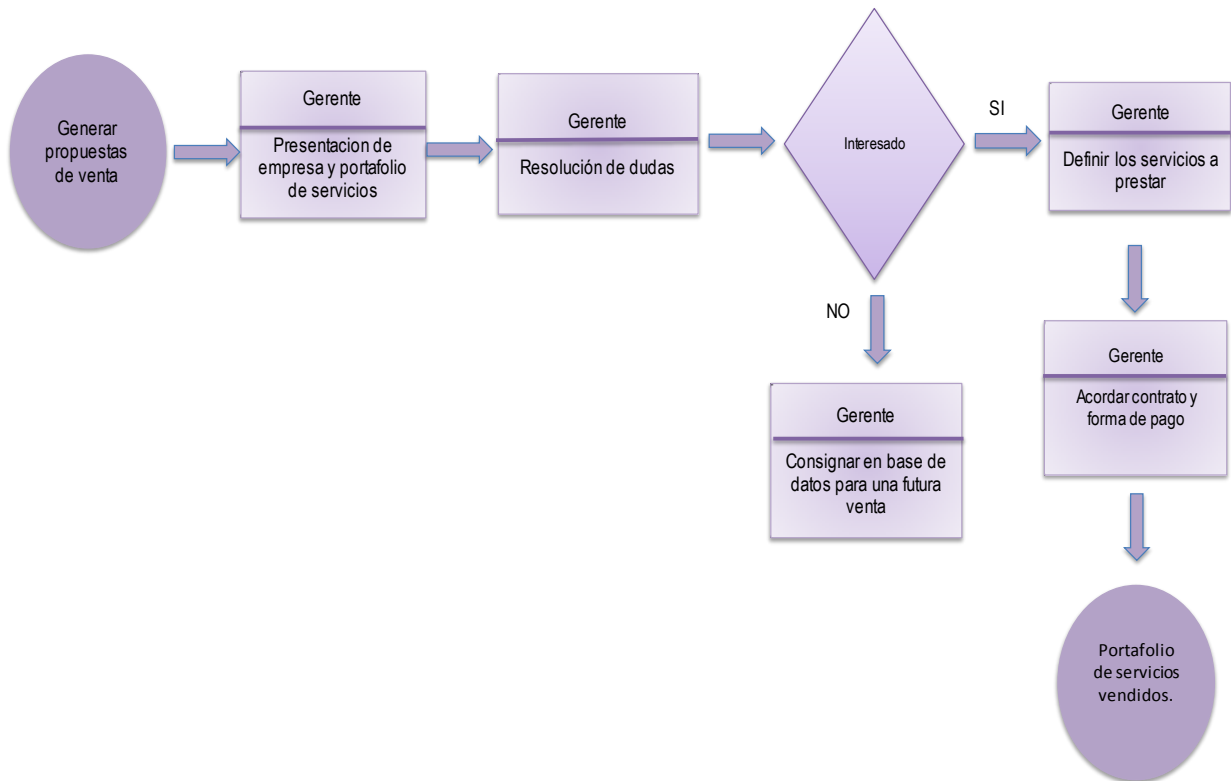 Generar
propuestas
de venta
Gerente
Presentacion de
empresa y portafolio
de servicios
Gerente
Resolución de dudas
Interesado
SI
Gerente
Definir los servicios a
prestar
NO
Gerente
Consignar en base de
datos para una futura
venta
Gerente
Acordar contrato y
forma de pago
Portafolio
de servicios
vendidos.